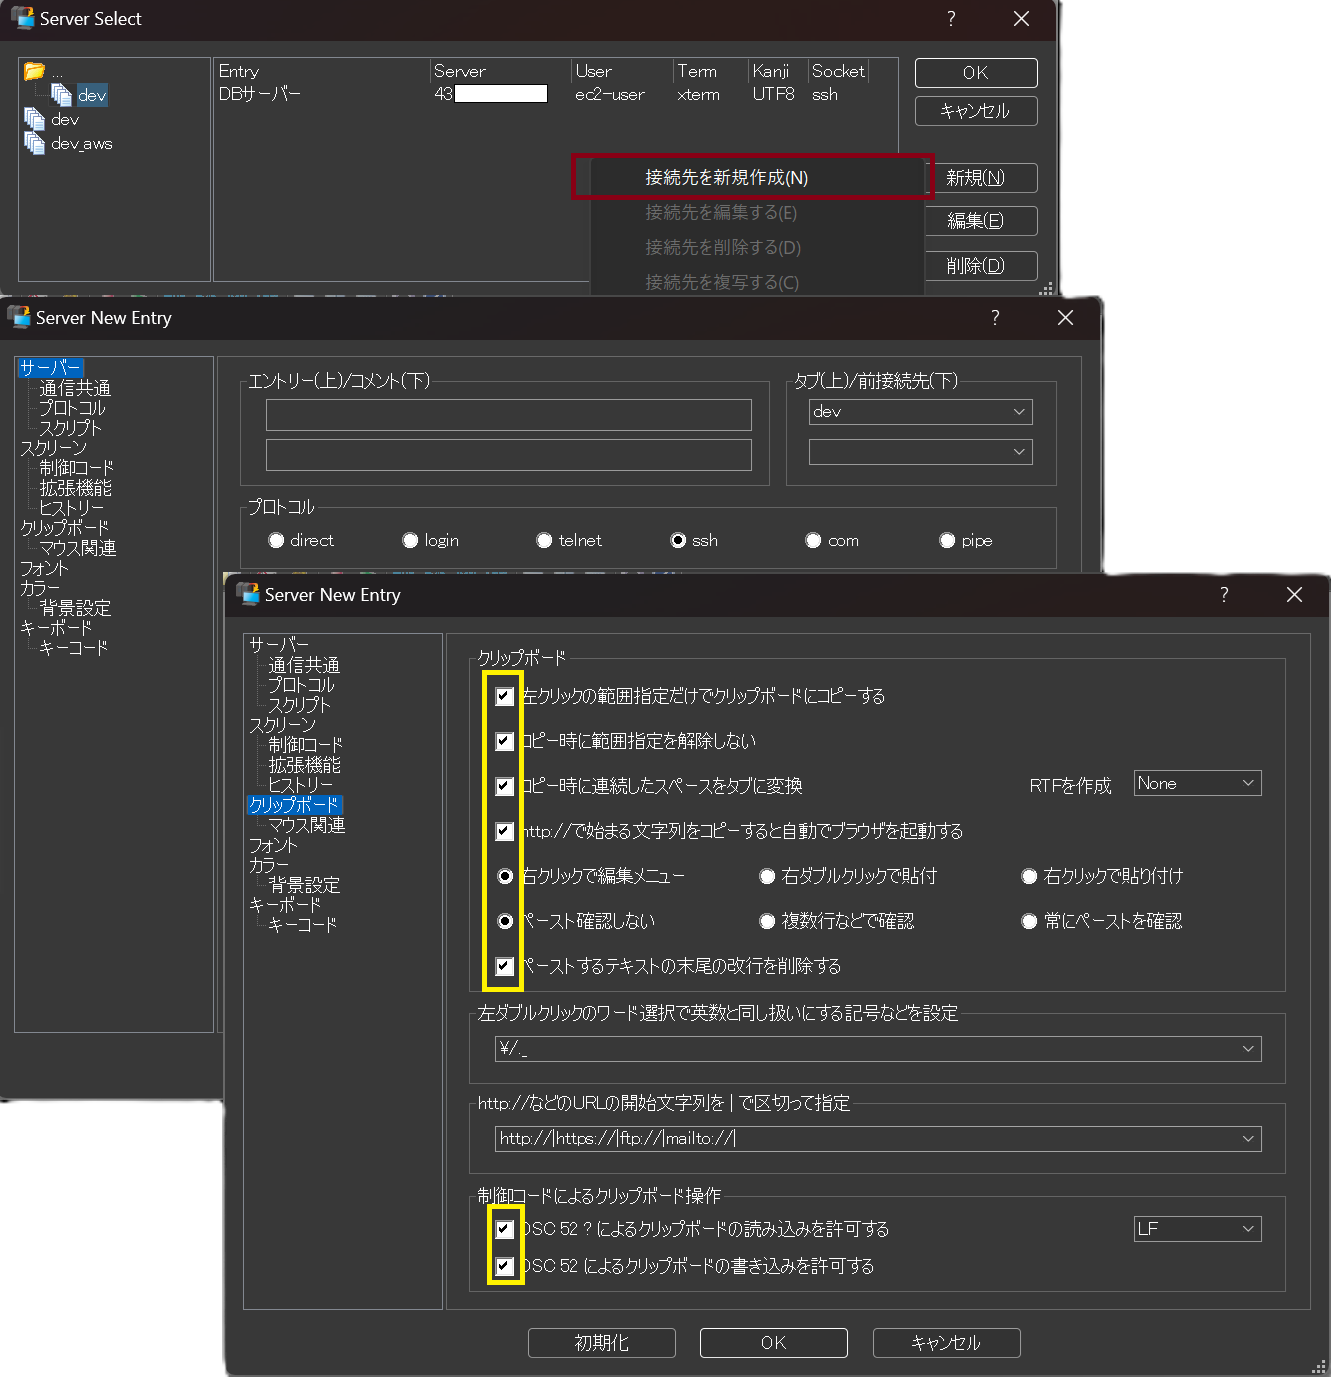 Server Select
?
...
dev
dev
dev_aws
Entry Server User Term Kanji Socket
DBサーバー 43 ec2-user xterm UTF8 ssh
OK
キャンセル
新規(N)
編集(E)
削除(D)
接続先を新規作成(N)
接続先を編集する(E)
接続先を削除する(D)
接続先を複写する(C)
Server New Entry
?
サーバー
通信共通
プロトコル
スクリプト
スクリーン
制御コード
拡張機能
ヒストリー
クリップボード
マウス関連
フォント
カラー
背景設定
キーボード
キーコード
エントリー(上)/コメント(下)
タブ(上)/前接続先(下)
dev
プロトコル
direct login telnet ssh com pipe
Server New Entry
?
サーバー
通信共通
プロトコル
スクリプト
スクリーン
制御コード
拡張機能
ヒストリー
クリップボード
マウス関連
フォント
カラー
背景設定
キーボード
キーコード
クリップボード
左クリックの範囲指定だけでクリップボードにコピーする
コピー時に範囲指定を解除しない
コピー時に連続したスペースをタブに変換 RTFを作成 None
http://で始まる文字列をコピーすると自動でブラウザを起動する
右クリックで編集メニュー 右ダブルクリックで貼付 右クリックで貼り付け
ペースト確認しない 複数行などで確認 常にペーストを確認
ペーストするテキストの末尾の改行を削除する
左ダブルクリックのワード選択で英数と同し扱いにする記号などを設定
¥/._
http://などのURLの開始文字列を | で区切って指定
http://|https://|ftp://|mailto://|
制御コードによるクリップボード操作
OSC 52 ? によるクリップボードの読み込みを許可する LF
OSC 52 によるクリップボードの書き込みを許可する
初期化 OK キャンセル